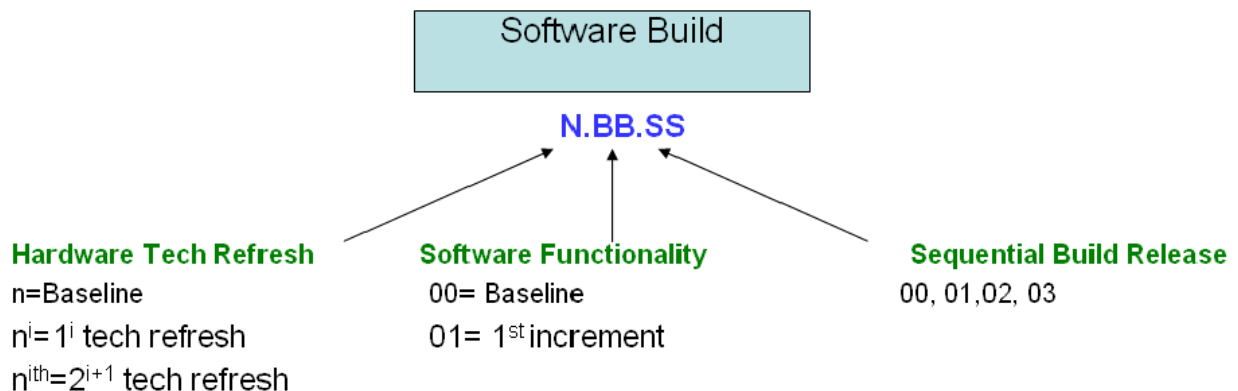 Software Build
N.BB.SS
Hardware Tech Refresh
n=Baseline
nⁱ=1ⁱ tech refresh
nⁱᵗʰ=2ⁱ⁺¹ tech refresh
Software Functionality
00= Baseline
01= 1ˢᵗ increment
Sequential Build Release
00, 01,02, 03